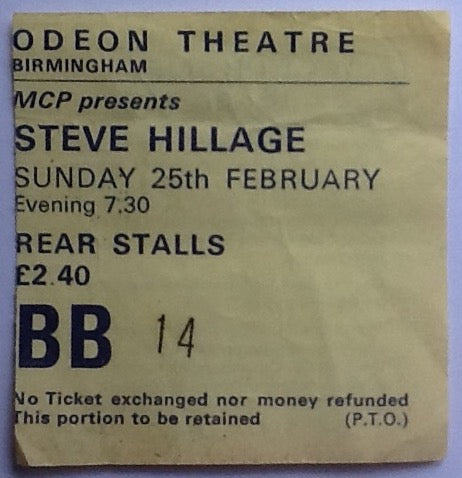 ODEON THEATRE
BIRMINGHAM
MCP presents
STEVE HILLAGE
SUNDAY 25th FEBRUARY
Evening 7.30
REAR STALLS
£2.40
BB 14
No Ticket exchanged nor money refunded
This portion to be retained (P.T.O.)